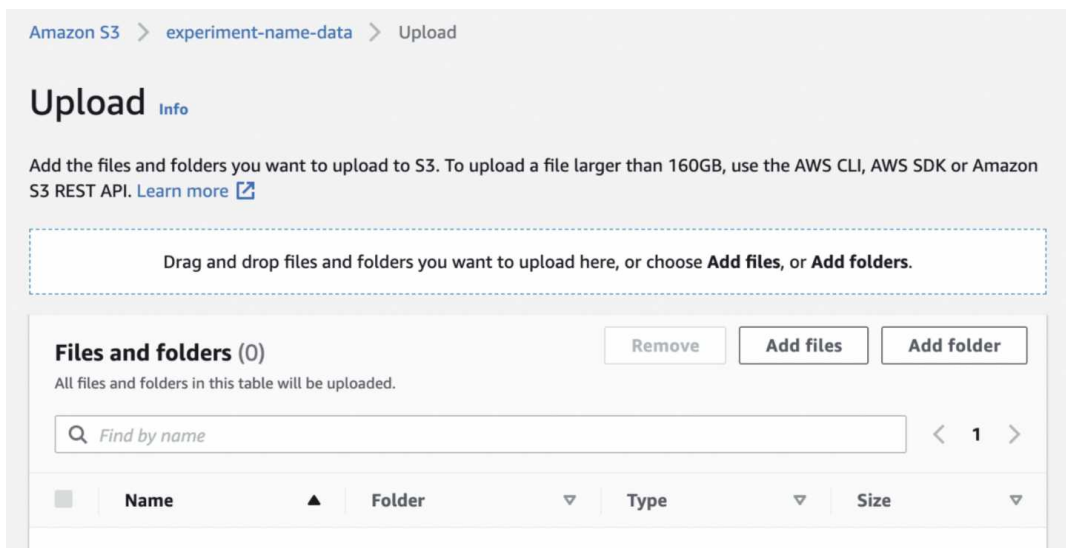 Amazon S3 > experiment-name-data > Upload
Upload Info
Add the files and folders you want to upload to S3. To upload a file larger than 160GB, use the AWS CLI, AWS SDK or Amazon
S3 REST API. Learn more
Drag and drop files and folders you want to upload here, or choose Add files, or Add folders.
Files and folders (0) Remove Add files Add folder
All files and folders in this table will be uploaded.
Find by name < 1 >
Name Folder Type Size